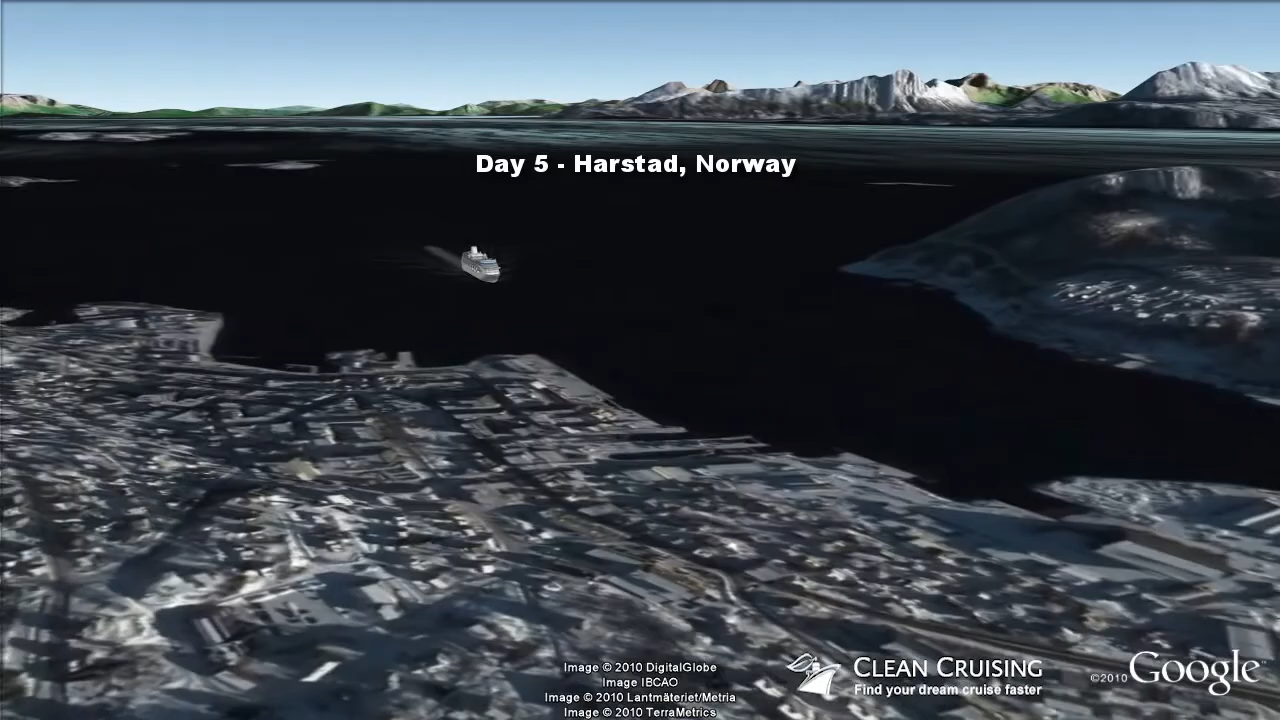 Day 5 - Harstad, Norway
Image © 2010 DigitalGlobe
Image IBCAO
Image © 2010 Lantmäteriet/Metria
Image © 2010 TerraMetrics
CLEAN CRUISING
Find your dream cruise faster
©2010 Google™